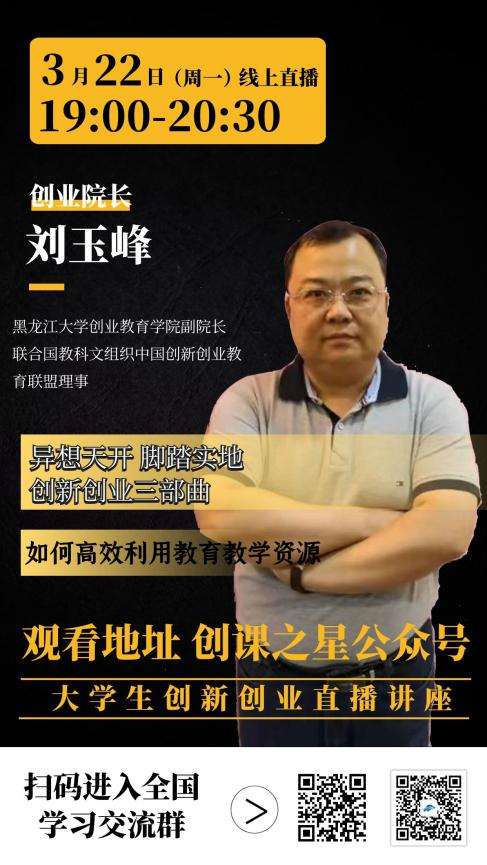 3月22日（周一）线上直播
19:00-20:30
创业院长
刘玉峰
黑龙江大学创业教育学院副院长
联合国教科文组织中国创新创业教
育联盟理事
异想天开 脚踏实地
创新创业三部曲
如何高效利用教育教学资源
观看地址 创课之星公众号
大学生创新创业直播讲座
扫码进入全国
学习交流群